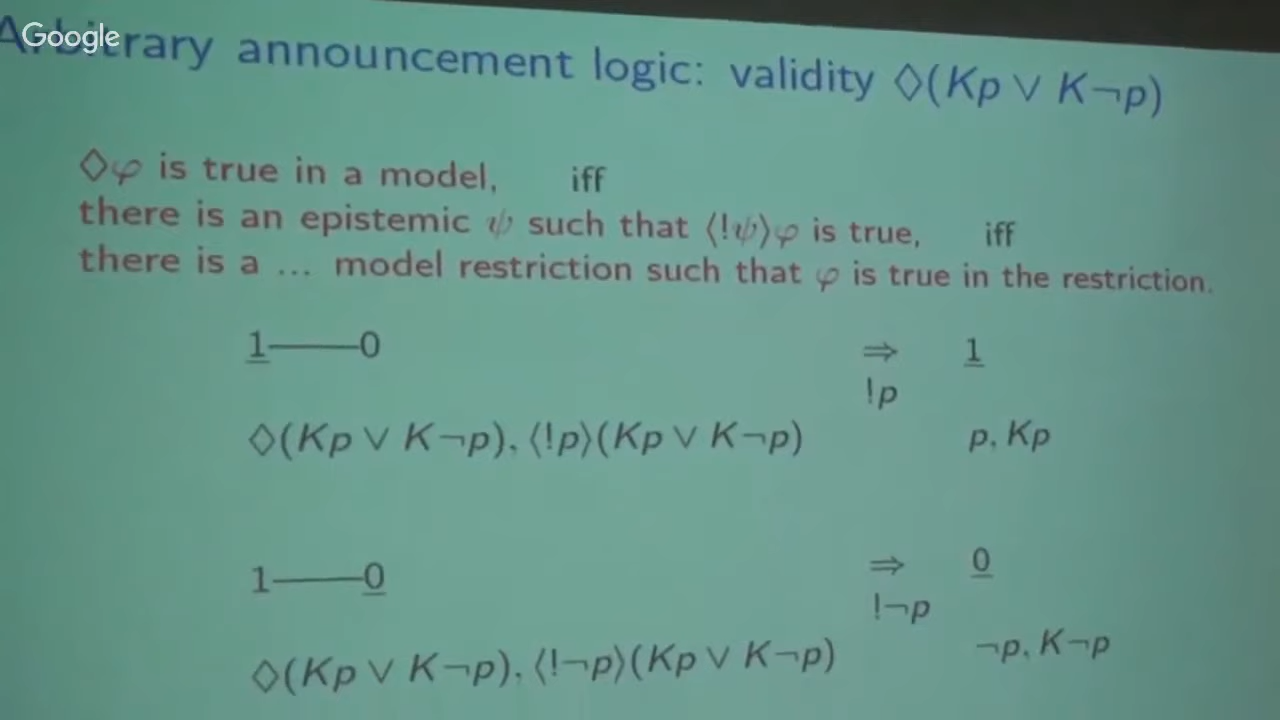 Google
Arbitrary announcement logic: validity ◊(Kp ∨ K¬p)
◊φ is true in a model, iff
there is an epistemic ψ such that ⟨!ψ⟩φ is true, iff
there is a ... model restriction such that φ is true in the restriction.
1——0 ⇒ 1
!p
◊(Kp ∨ K¬p), ⟨!p⟩(Kp ∨ K¬p) p, Kp
1——0 ⇒ 0
!¬p
◊(Kp ∨ K¬p), ⟨!¬p⟩(Kp ∨ K¬p) ¬p, K¬p